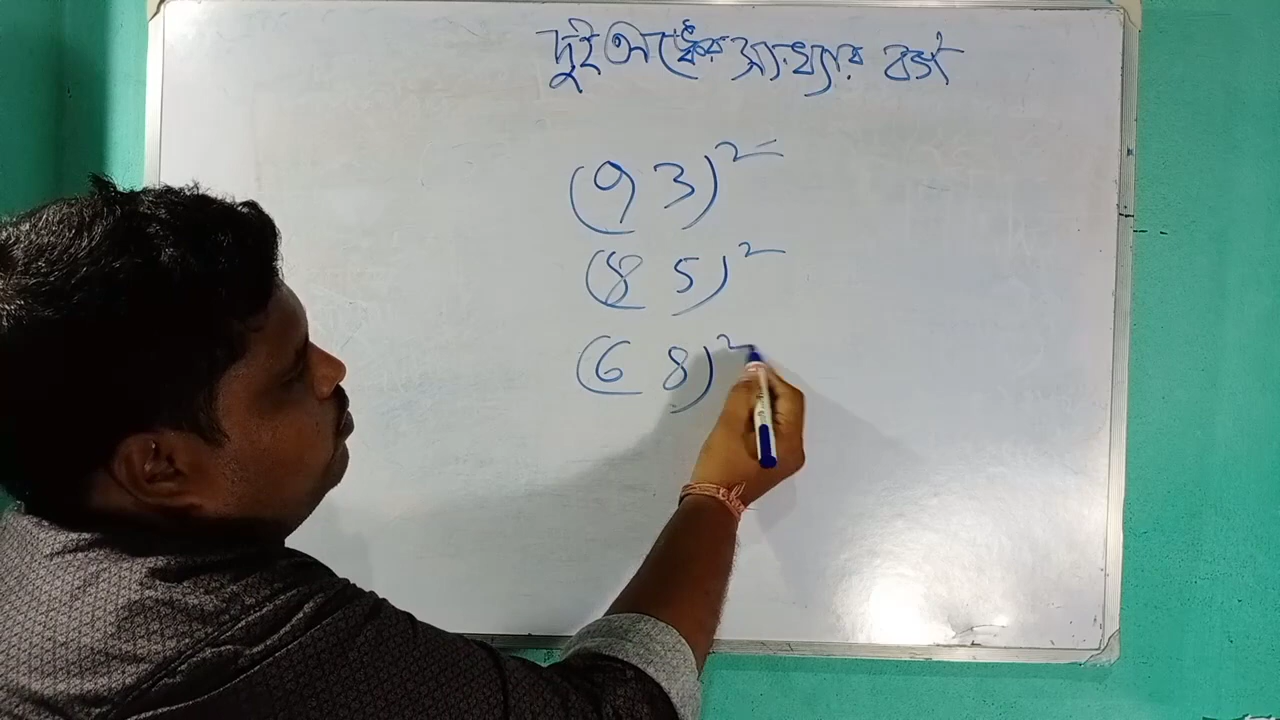 দুই অঙ্কের সংখ্যার বর্গ
(93)²
(85)²
(68)²